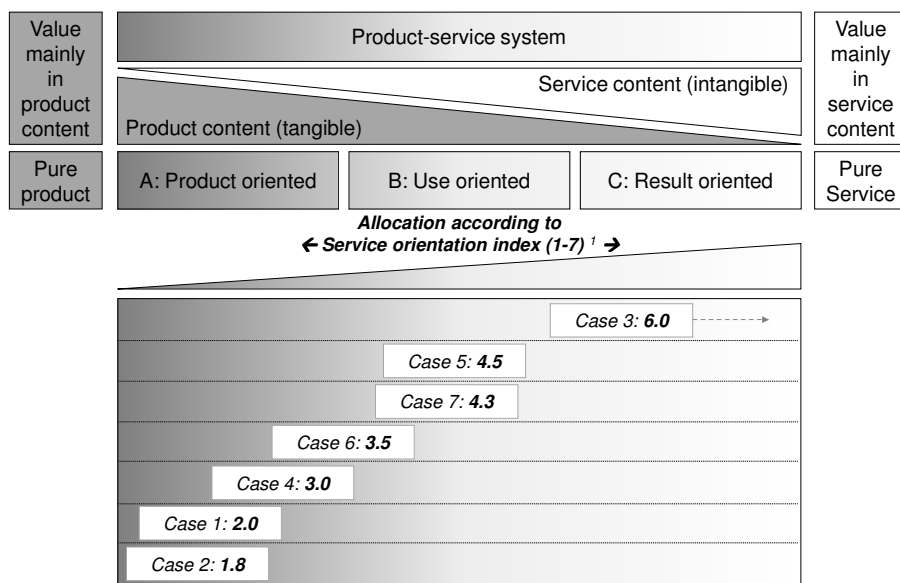 Value
mainly
in
product
content
Product-service system
Service content (intangible)
Product content (tangible)
Value
mainly
in
service
content
Pure
product
A: Product oriented
B: Use oriented
C: Result oriented
Pure
Service
Allocation according to
← Service orientation index (1-7) ¹ →
Case 3: 6.0
Case 5: 4.5
Case 7: 4.3
Case 6: 3.5
Case 4: 3.0
Case 1: 2.0
Case 2: 1.8